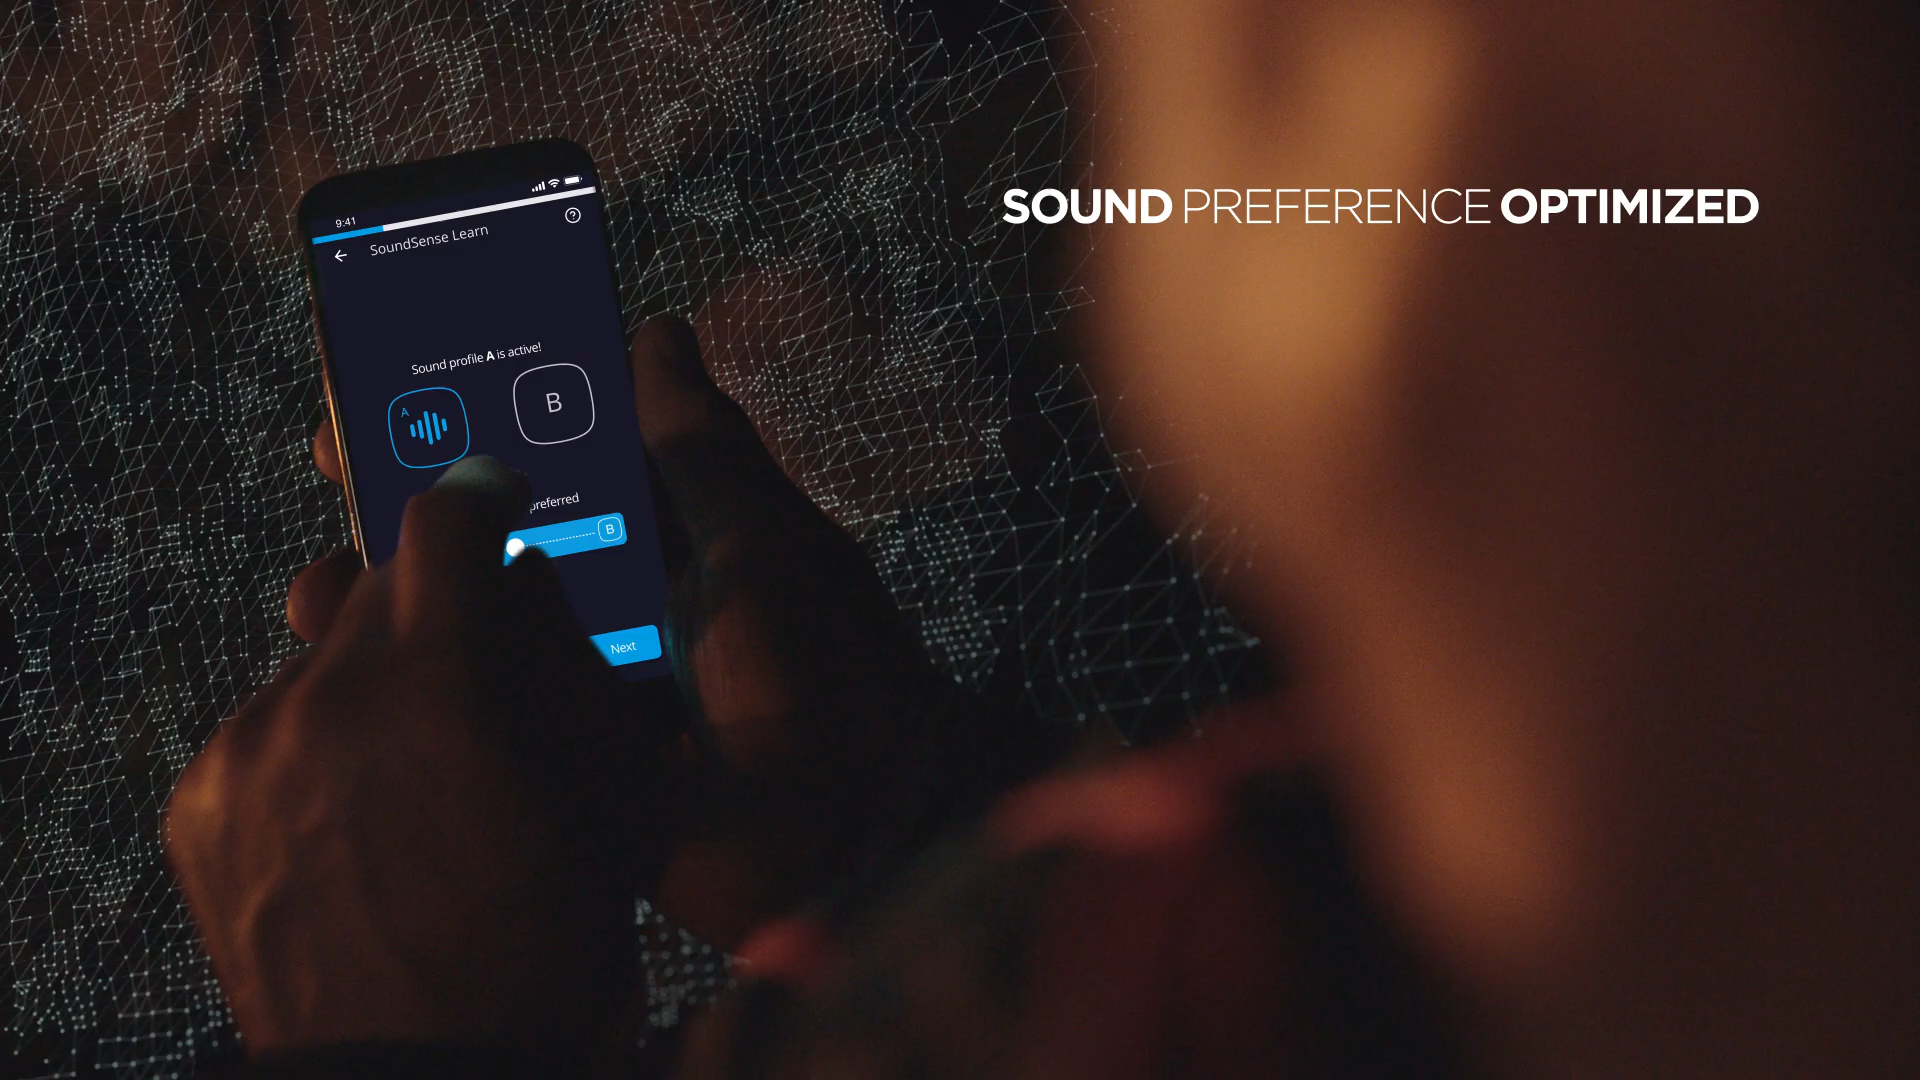 9:41
SoundSense Learn
Sound profile A is active!
A
B
preferred
B
Next
SOUND PREFERENCE OPTIMIZED